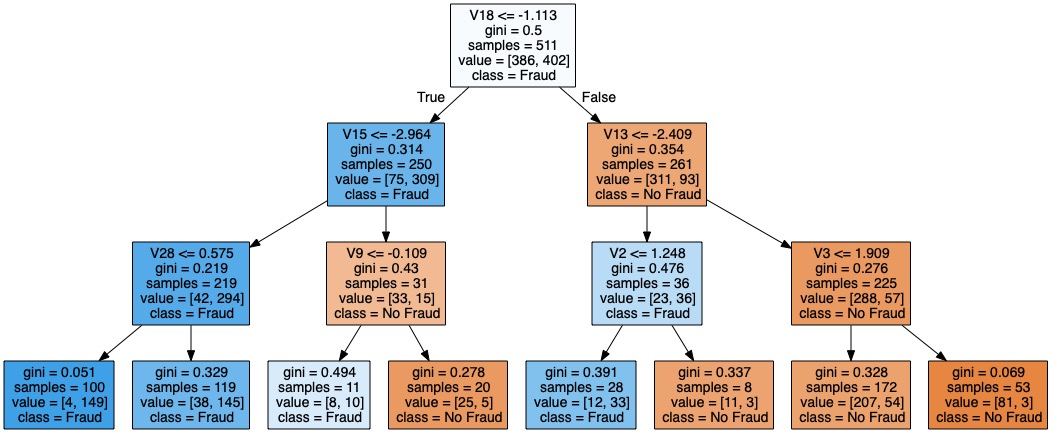 V18 <= -1.113
gini = 0.5
samples = 511
value = [386, 402]
class = Fraud
True
False
V15 <= -2.964
gini = 0.314
samples = 250
value = [75, 309]
class = Fraud
V13 <= -2.409
gini = 0.354
samples = 261
value = [311, 93]
class = No Fraud
V28 <= 0.575
gini = 0.219
samples = 219
value = [42, 294]
class = Fraud
V9 <= -0.109
gini = 0.43
samples = 31
value = [33, 15]
class = No Fraud
V2 <= 1.248
gini = 0.476
samples = 36
value = [23, 36]
class = Fraud
V3 <= 1.909
gini = 0.276
samples = 225
value = [288, 57]
class = No Fraud
gini = 0.051
samples = 100
value = [4, 149]
class = Fraud
gini = 0.329
samples = 119
value = [38, 145]
class = Fraud
gini = 0.494
samples = 11
value = [8, 10]
class = Fraud
gini = 0.278
samples = 20
value = [25, 5]
class = No Fraud
gini = 0.391
samples = 28
value = [12, 33]
class = Fraud
gini = 0.337
samples = 8
value = [11, 3]
class = No Fraud
gini = 0.328
samples = 172
value = [207, 54]
class = No Fraud
gini = 0.069
samples = 53
value = [81, 3]
class = No Fraud